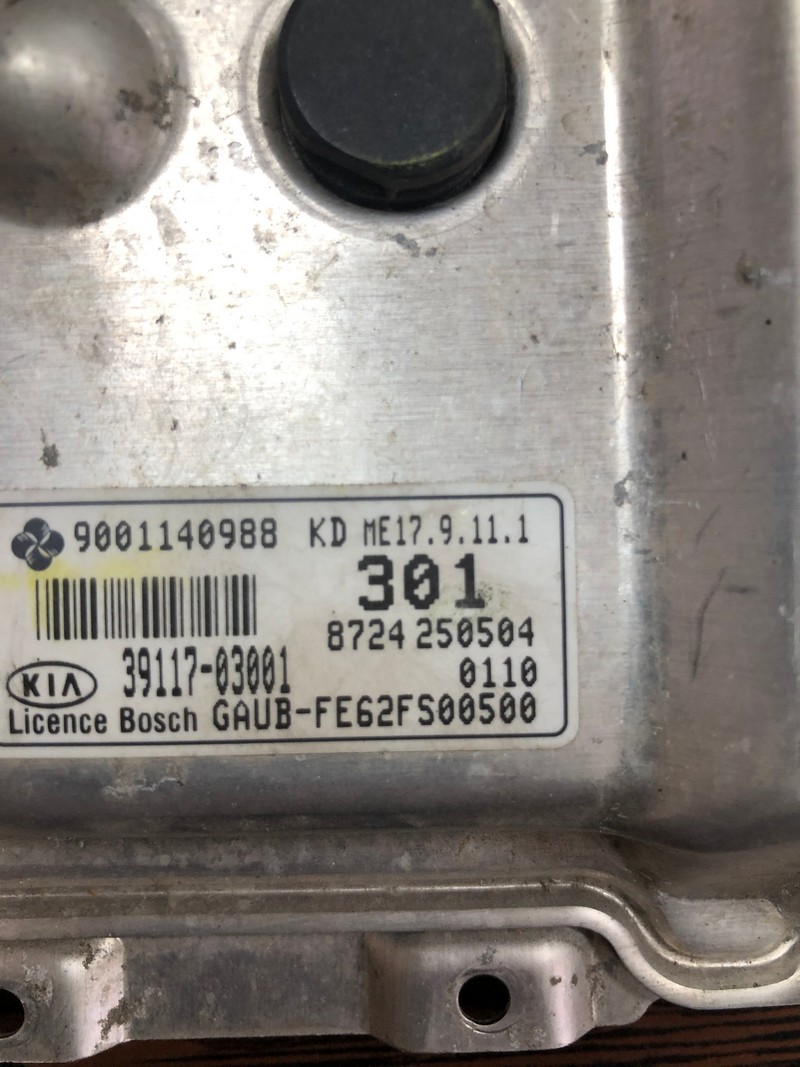 9001140988 KD ME17.9.11.1
301
8724 250504
KIA 39117-03001 0110
Licence Bosch GAUB-FE62FS00500